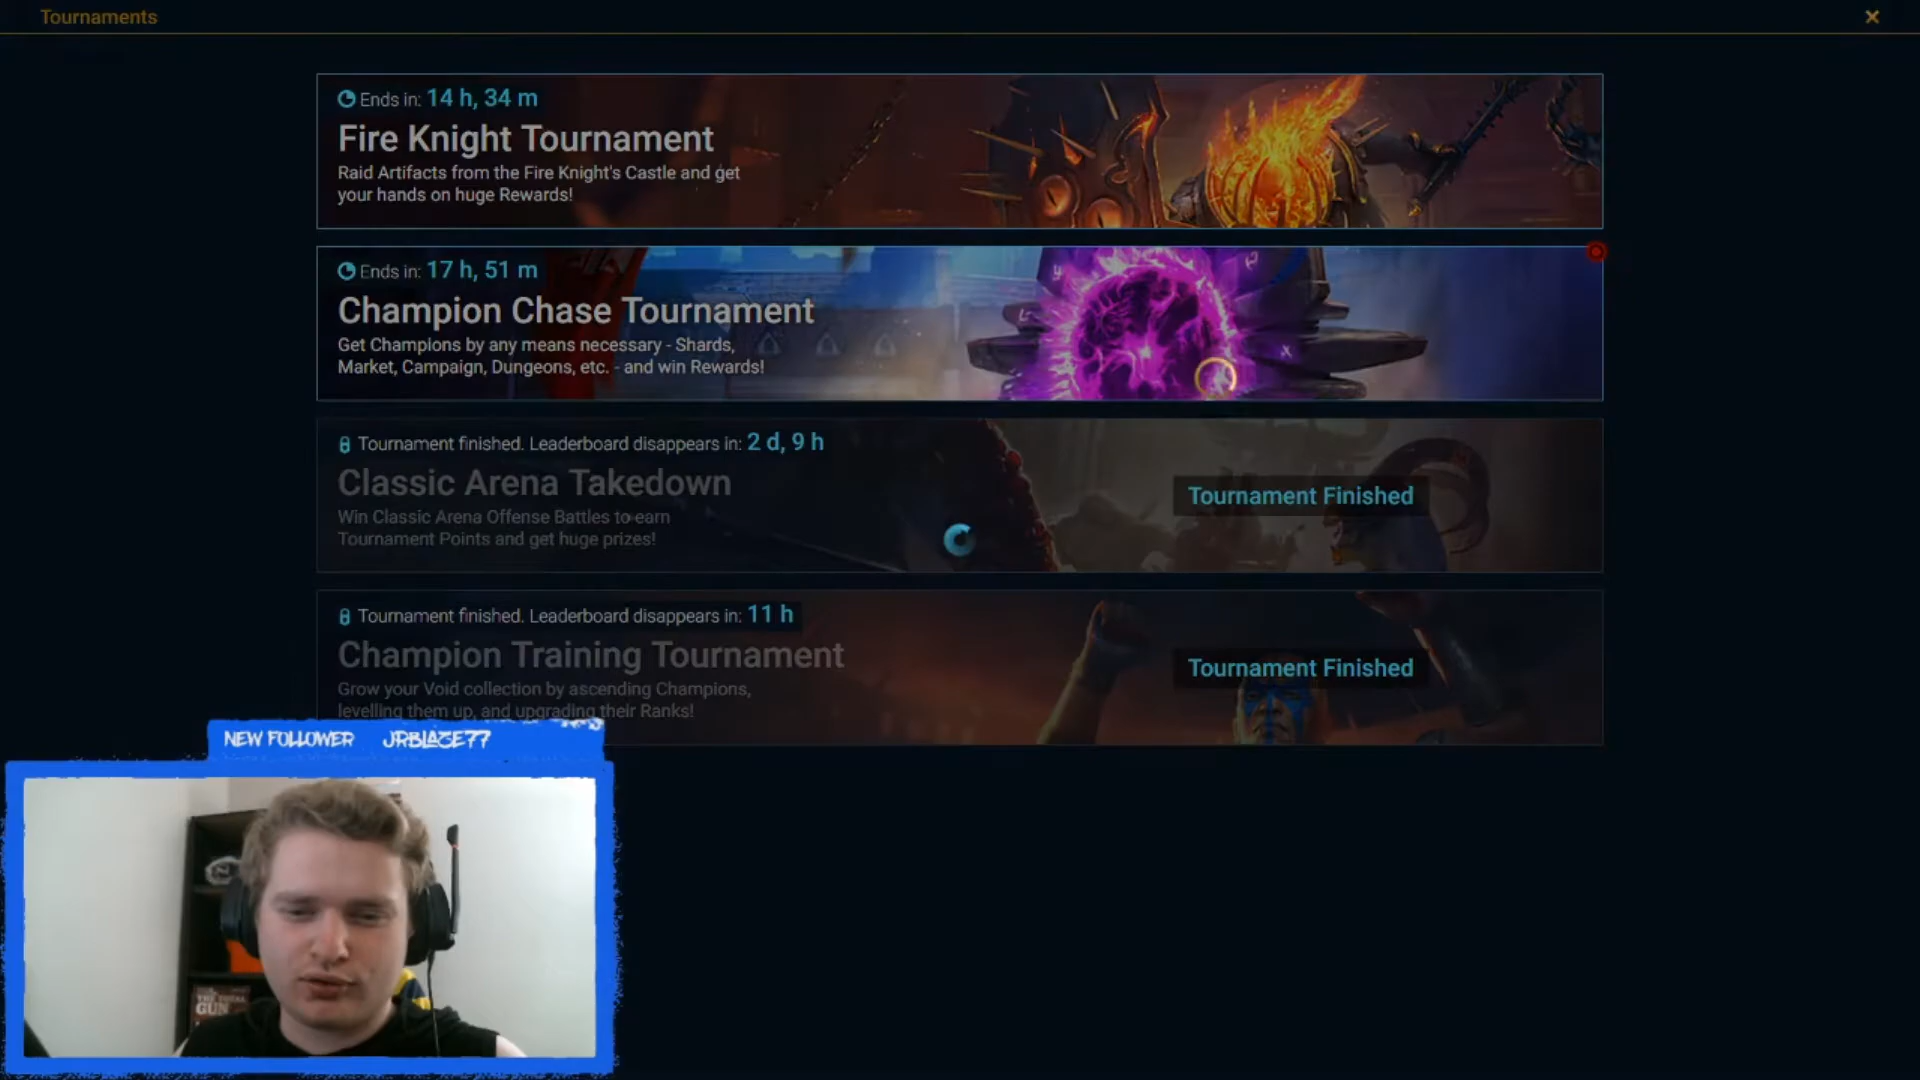 Tournaments
Ends in: 14 h, 34 m
Fire Knight Tournament
Raid Artifacts from the Fire Knight's Castle and get
your hands on huge Rewards!
Ends in: 17 h, 51 m
Champion Chase Tournament
Get Champions by any means necessary - Shards,
Market, Campaign, Dungeons, etc. - and win Rewards!
Tournament finished. Leaderboard disappears in: 2 d, 9 h
Classic Arena Takedown
Win Classic Arena Offense Battles to earn
Tournament Points and get huge prizes!
Tournament Finished
Tournament finished. Leaderboard disappears in: 11 h
Champion Training Tournament
Grow your Void collection by ascending Champions,
levelling them up, and upgrading their Ranks!
Tournament Finished
NEW FOLLOWER JRBLAZE77
THE TOTAL
GUN